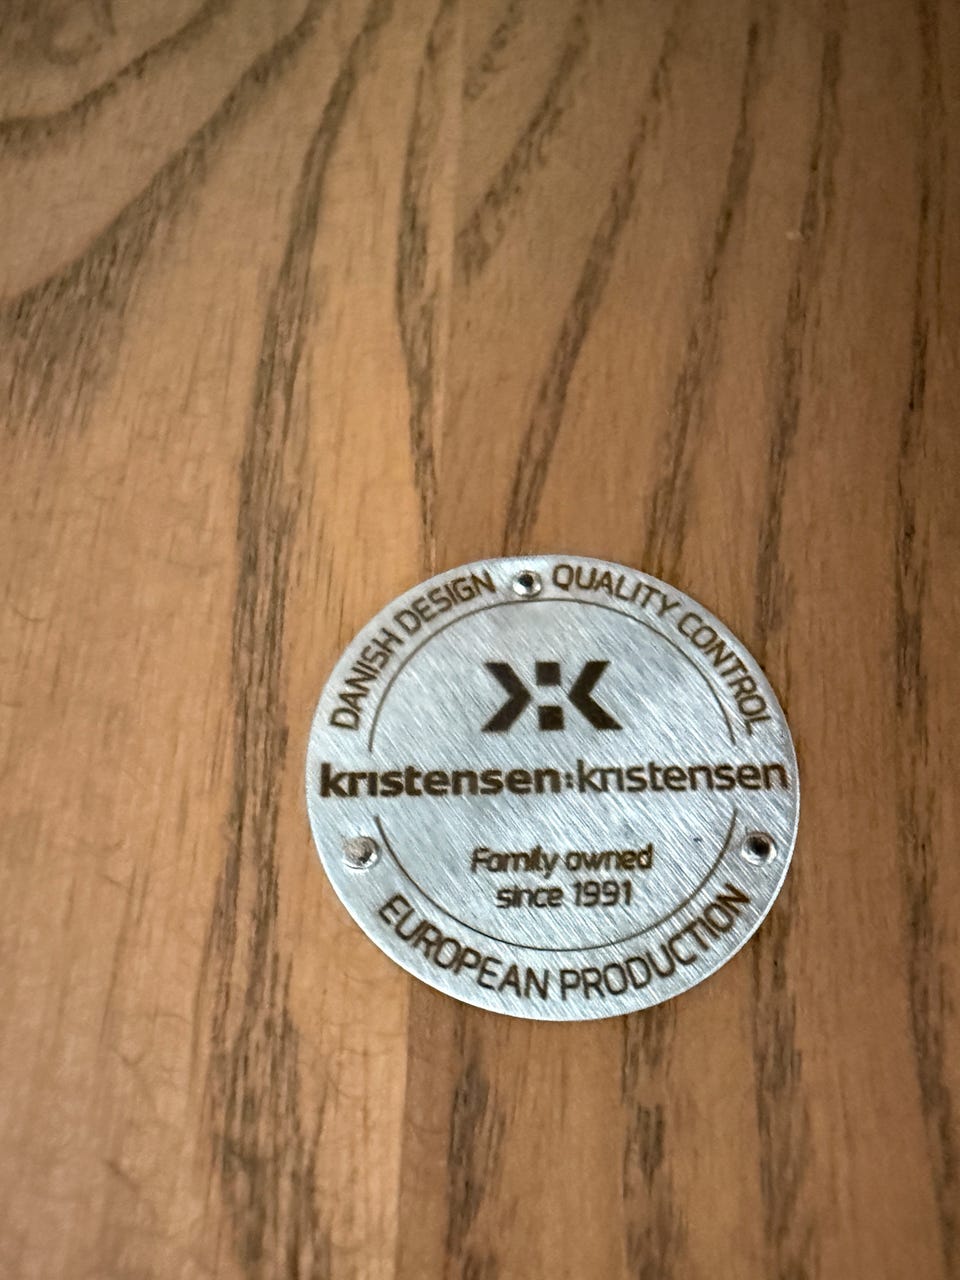 DANISH DESIGN QUALITY CONTROL
kristensen:kristensen
Family owned
since 1991
EUROPEAN PRODUCTION